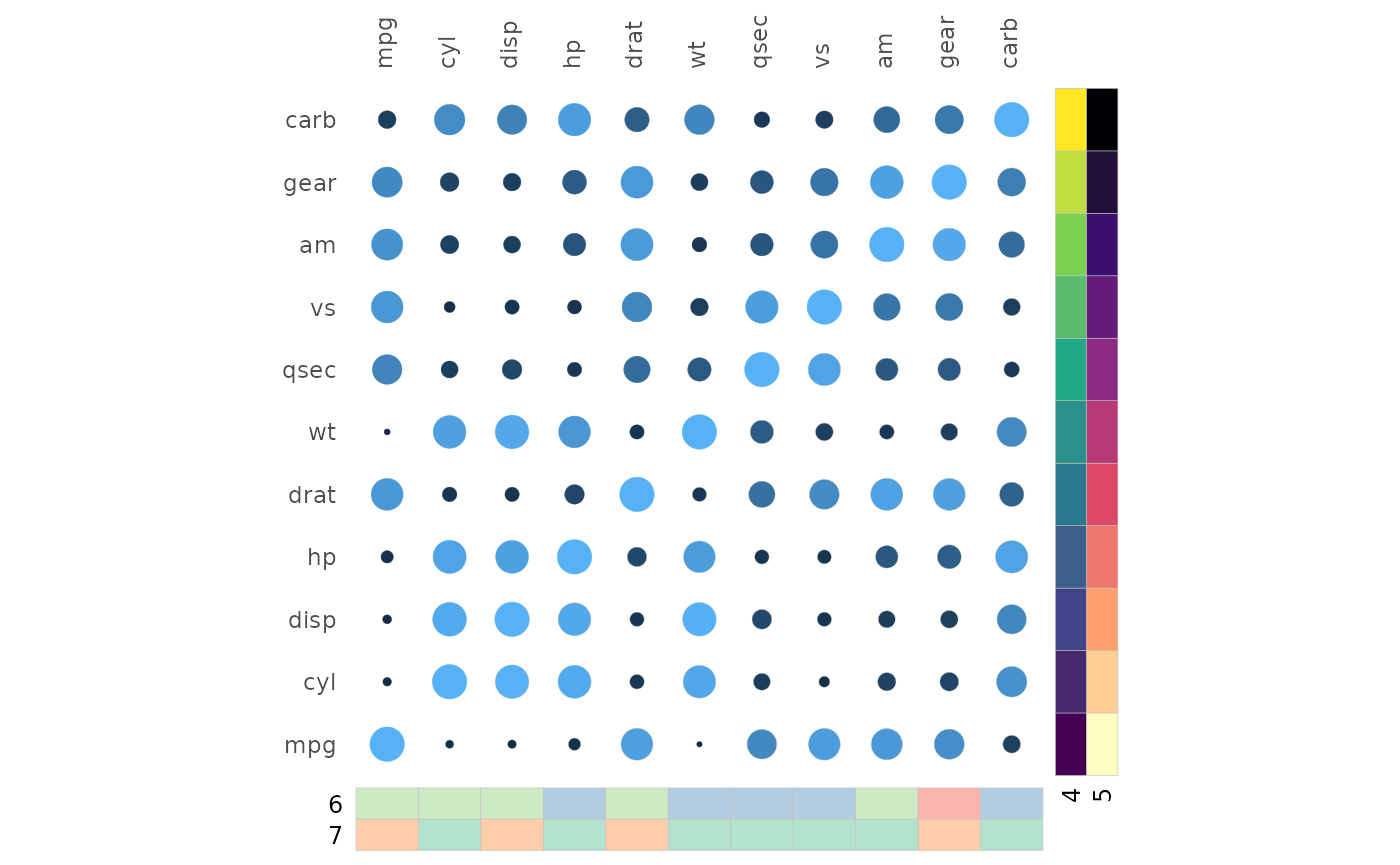 mpg cyl disp hp drat wt qsec vs am gear carb
carb
gear
am
vs
qsec
wt
drat
hp
disp
cyl
mpg
4 5
6
7